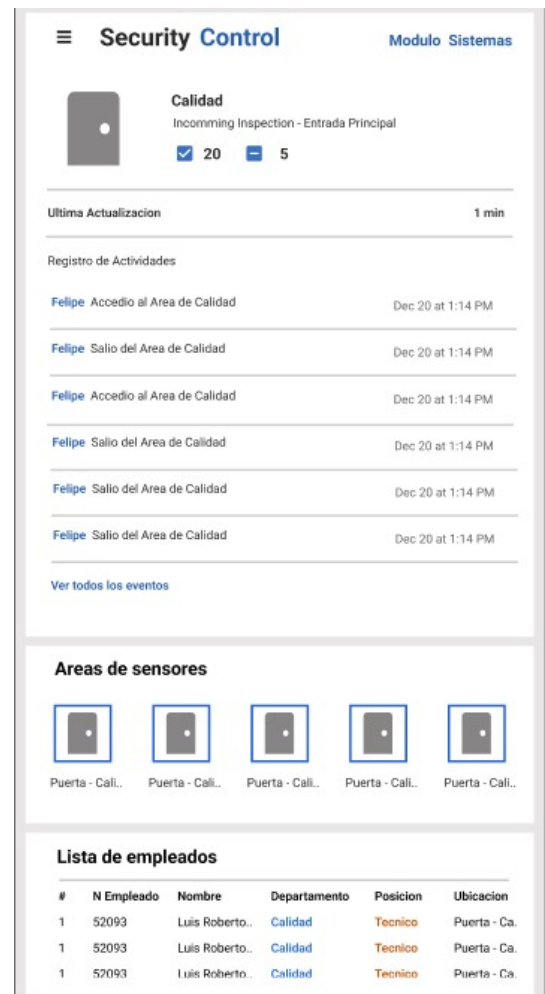 Security Control
Modulo Sistemas
Calidad
Incomming Inspection - Entrada Principal
20 5
Ultima Actualizacion 1 min
Registro de Actividades
Felipe Accedio al Area de Calidad Dec 20 at 1:14 PM
Felipe Salio del Area de Calidad Dec 20 at 1:14 PM
Felipe Accedio al Area de Calidad Dec 20 at 1:14 PM
Felipe Salio del Area de Calidad Dec 20 at 1:14 PM
Felipe Salio del Area de Calidad Dec 20 at 1:14 PM
Felipe Salio del Area de Calidad Dec 20 at 1:14 PM
Ver todos los eventos
Areas de sensores
Puerta - Cali.. Puerta - Cali.. Puerta - Cali.. Puerta - Cali.. Puerta - Cali..
Lista de empleados
# N Empleado Nombre Departamento Posicion Ubicacion
1 52093 Luis Roberto.. Calidad Tecnico Puerta - Ca.
1 52093 Luis Roberto.. Calidad Tecnico Puerta - Ca.
1 52093 Luis Roberto.. Calidad Tecnico Puerta - Ca.